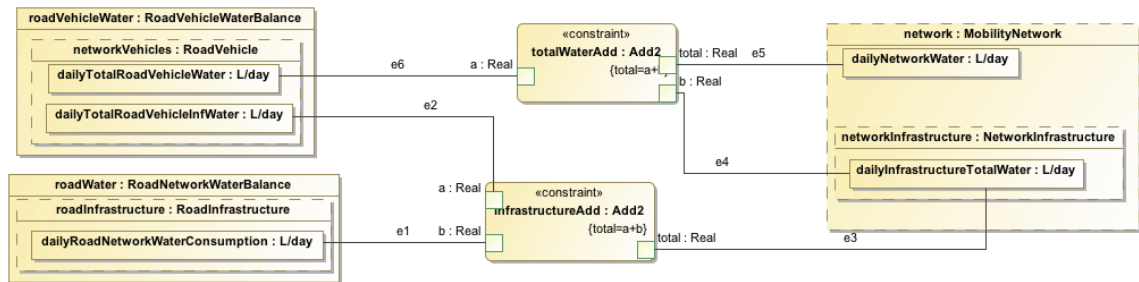 roadVehicleWater : RoadVehicleWaterBalance
networkVehicles : RoadVehicle
dailyTotalRoadVehicleWater : L/day
dailyTotalRoadVehicleInfWater : L/day
roadWater : RoadNetworkWaterBalance
roadInfrastructure : RoadInfrastructure
dailyRoadNetworkWaterConsumption : L/day
e6
e2
e1
a : Real
«constraint»
totalWaterAdd : Add2
{total=a+
total : Real
b : Real
e5
e4
a : Real
b : Real
«constraint»
infrastructureAdd : Add2
{total=a+b}
total : Real
e3
network : MobilityNetwork
dailyNetworkWater : L/day
networkInfrastructure : NetworkInfrastructure
dailyInfrastructureTotalWater : L/day